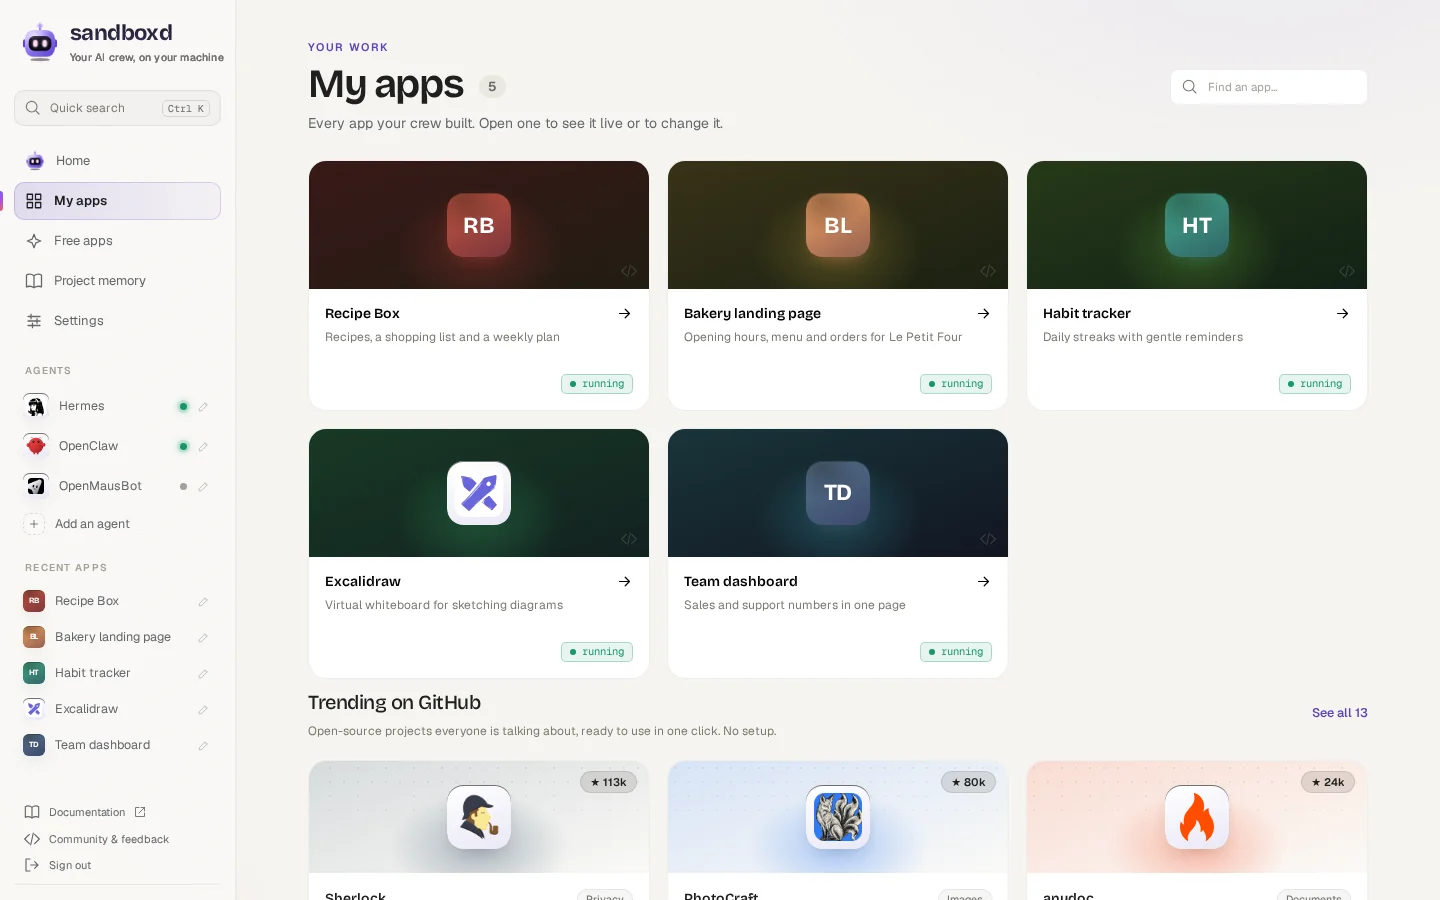 sandboxd
Your AI crew, on your machine
Quick search
Ctrl K
Home
My apps
Free apps
Project memory
Settings
AGENTS
Hermes
OpenClaw
OpenMausBot
Add an agent
RECENT APPS
RB Recipe Box
BL Bakery landing page
HT Habit tracker
Excalidraw
TD Team dashboard
Documentation
Community & feedback
Sign out
YOUR WORK
My apps 5
Every app your crew built. Open one to see it live or to change it.
Find an app...
RB
Recipe Box
Recipes, a shopping list and a weekly plan
running
BL
Bakery landing page
Opening hours, menu and orders for Le Petit Four
running
HT
Habit tracker
Daily streaks with gentle reminders
running
Excalidraw
Virtual whiteboard for sketching diagrams
running
TD
Team dashboard
Sales and support numbers in one page
running
Trending on GitHub
See all 13
Open-source projects everyone is talking about, ready to use in one click. No setup.
★ 113k
Sherlock
Privacy
★ 80k
PhotoCraft
Images
★ 24k
anydoc
Documents